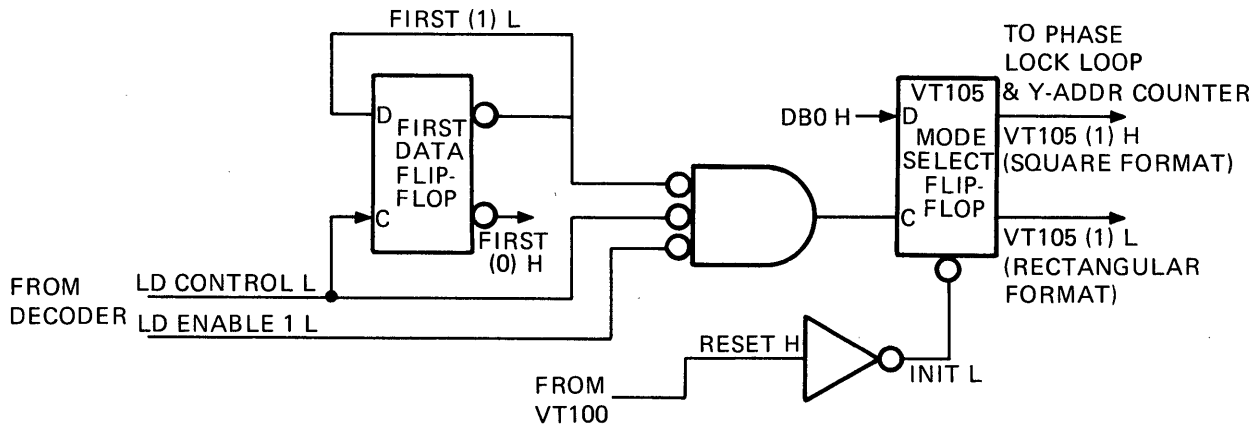 FIRST (1) L
D
FIRST
DATA
FLIP-
FLOP
C
FIRST
(0) H
FROM
DECODER
LD CONTROL L
LD ENABLE 1 L
DB0 H
VT105
D
MODE
SELECT
FLIP-
FLOP
C
TO PHASE
LOCK LOOP
& Y-ADDR COUNTER
VT105 (1) H
(SQUARE FORMAT)
VT105 (1) L
(RECTANGULAR
FORMAT)
RESET H
INIT L
FROM
VT100